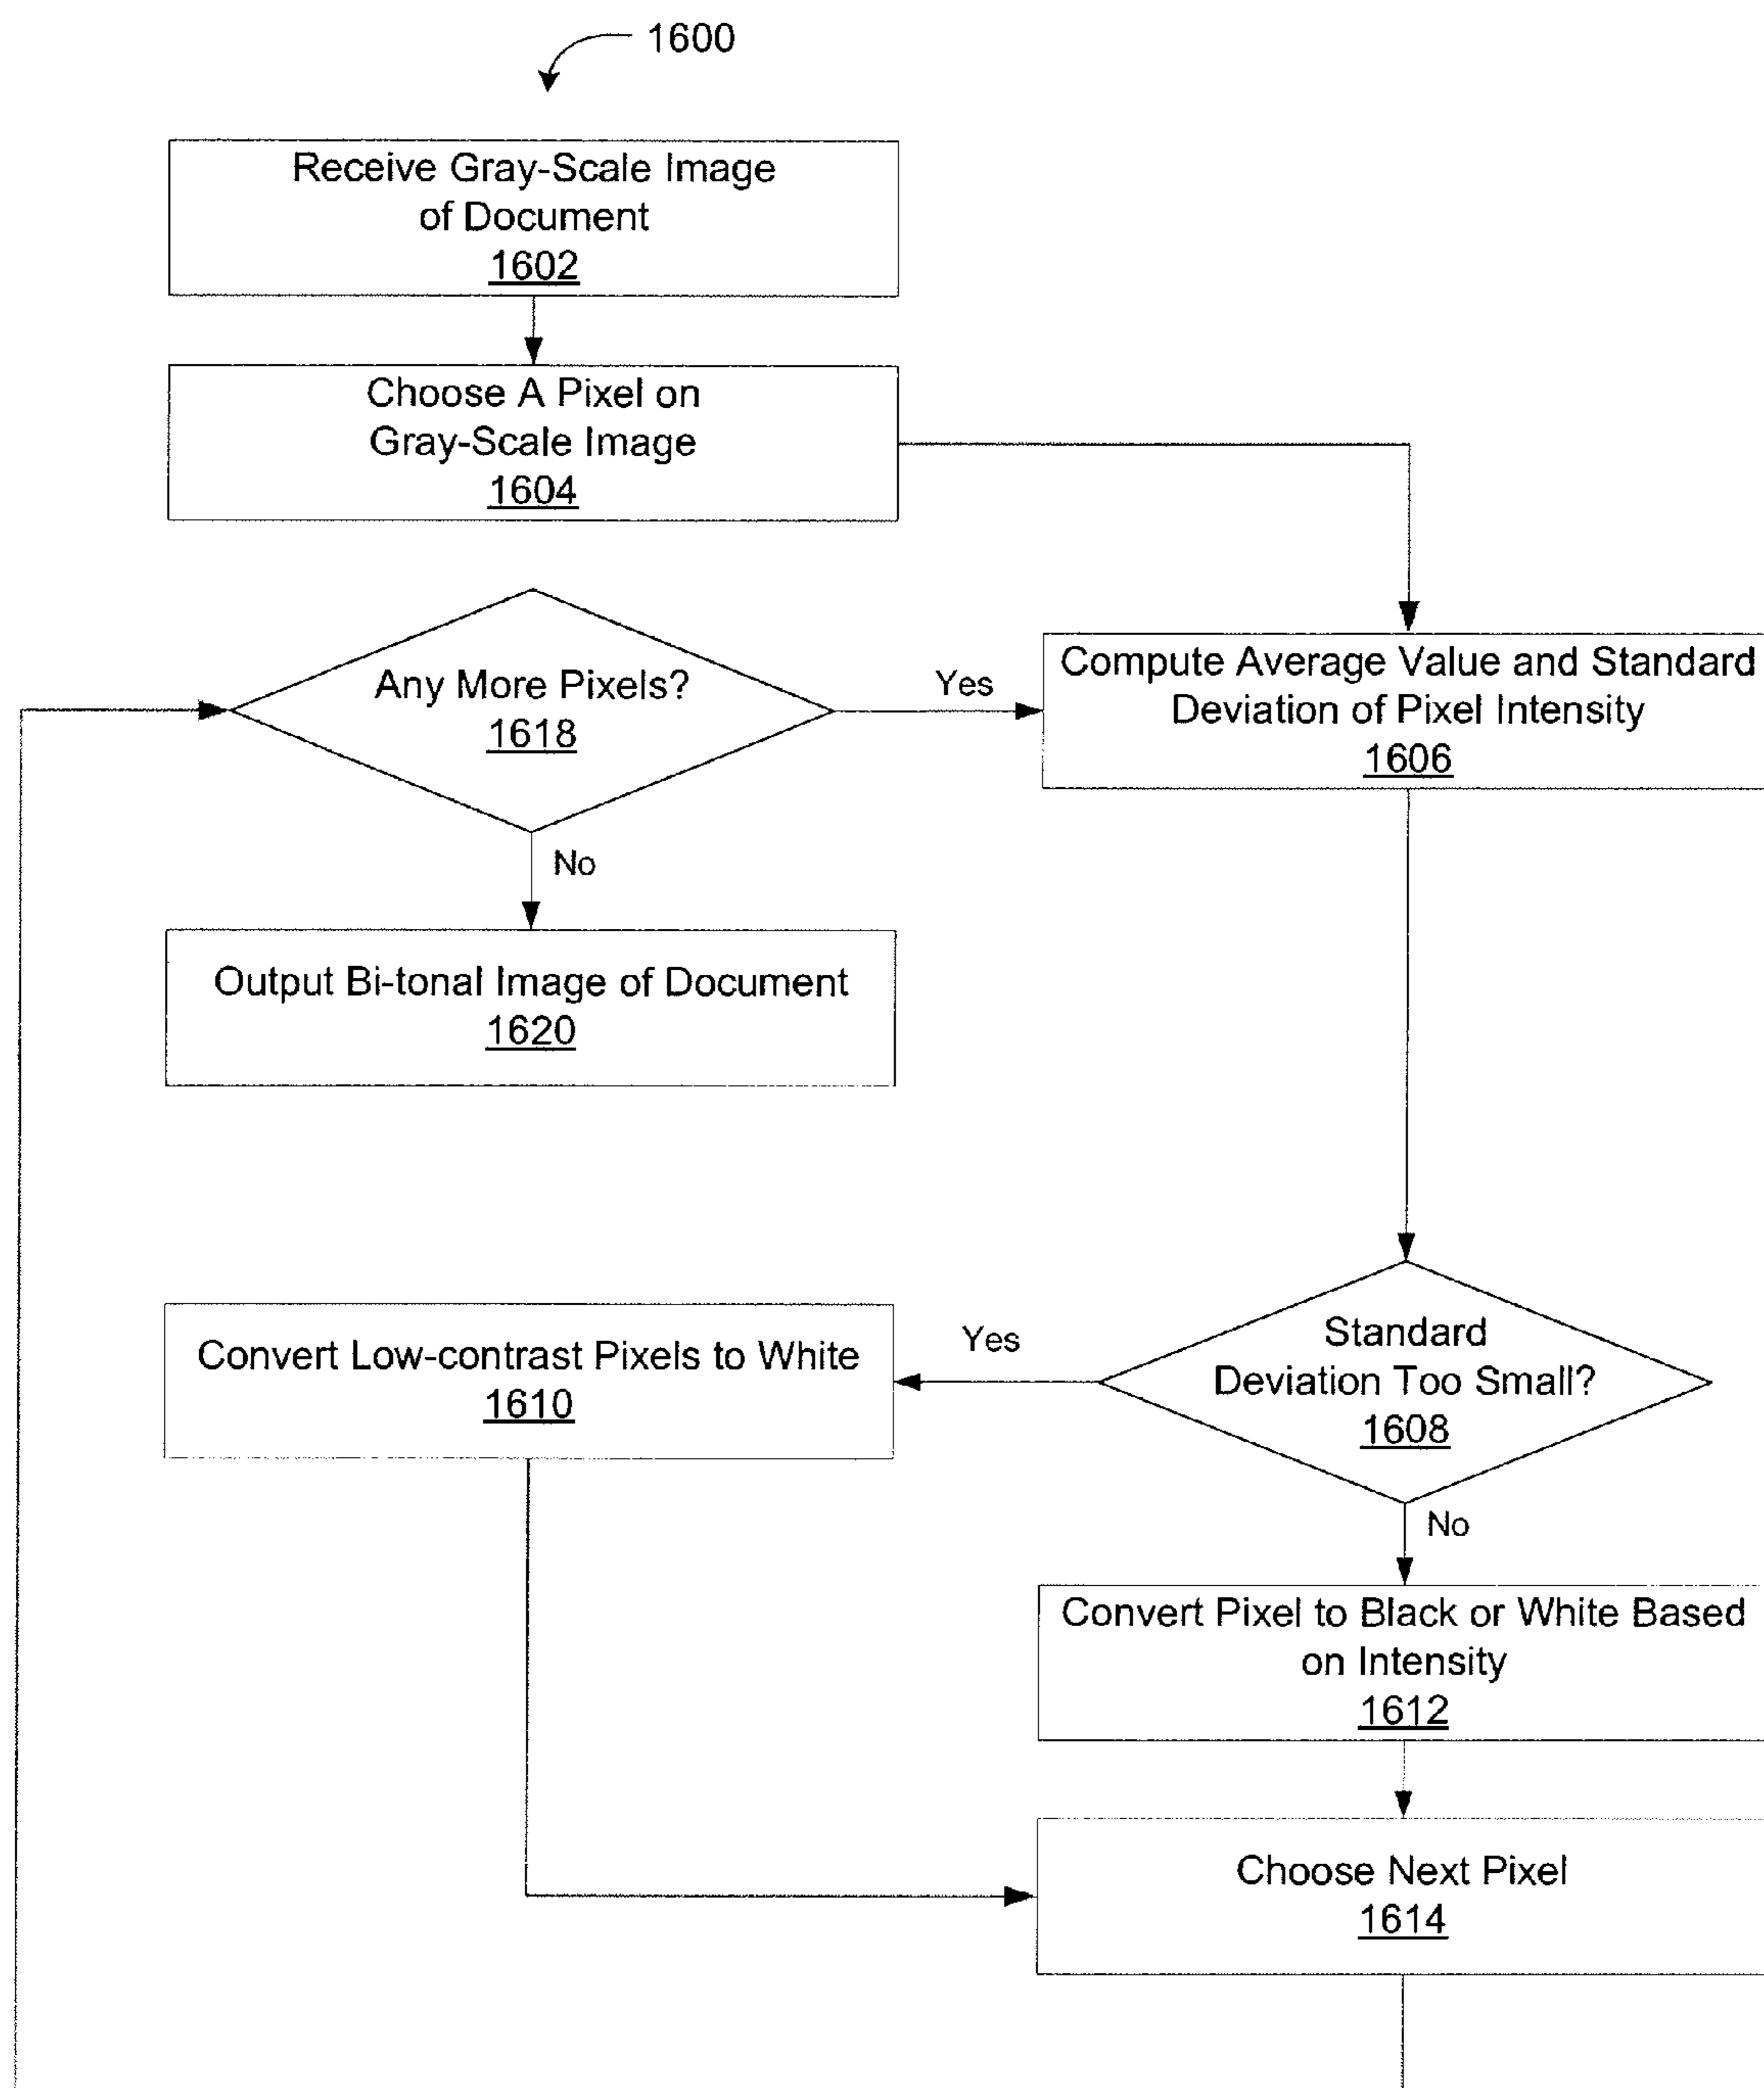 1600
Receive Gray-Scale Image
of Document
1602
Choose A Pixel on
Gray-Scale Image
1604
Any More Pixels?
1618
Yes
Compute Average Value and Standard
Deviation of Pixel Intensity
1606
No
Output Bi-tonal Image of Document
1620
Standard
Deviation Too Small?
1608
Yes
Convert Low-contrast Pixels to White
1610
No
Convert Pixel to Black or White Based
on Intensity
1612
Choose Next Pixel
1614